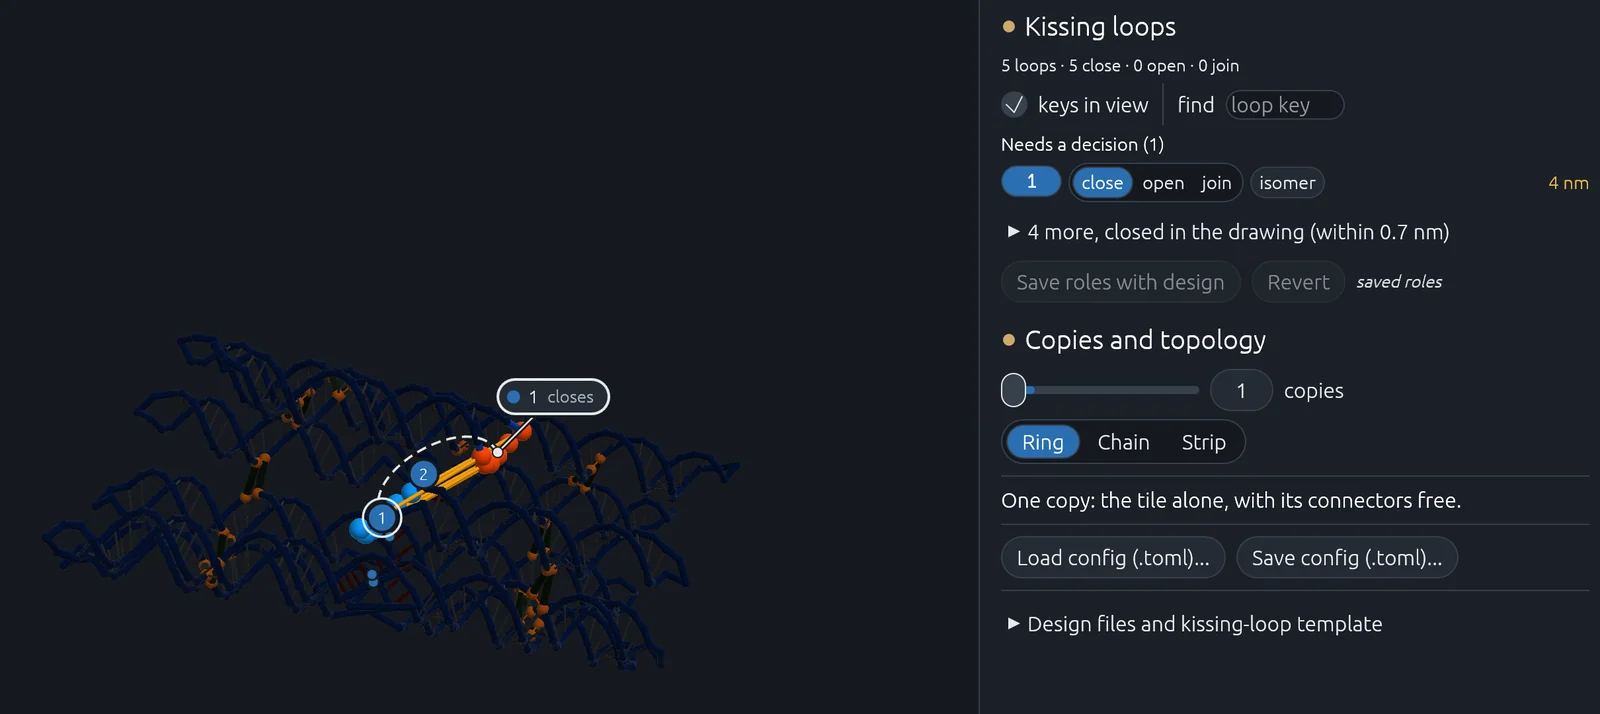 Kissing loops
5 loops · 5 close · 0 open · 0 join
keys in view find loop key
Needs a decision (1)
1 close open join isomer 4 nm
4 more, closed in the drawing (within 0.7 nm)
Save roles with design Revert saved roles
Copies and topology
1 copies
Ring Chain Strip
One copy: the tile alone, with its connectors free.
Load config (.toml)... Save config (.toml)...
Design files and kissing-loop template
1 closes
2
1